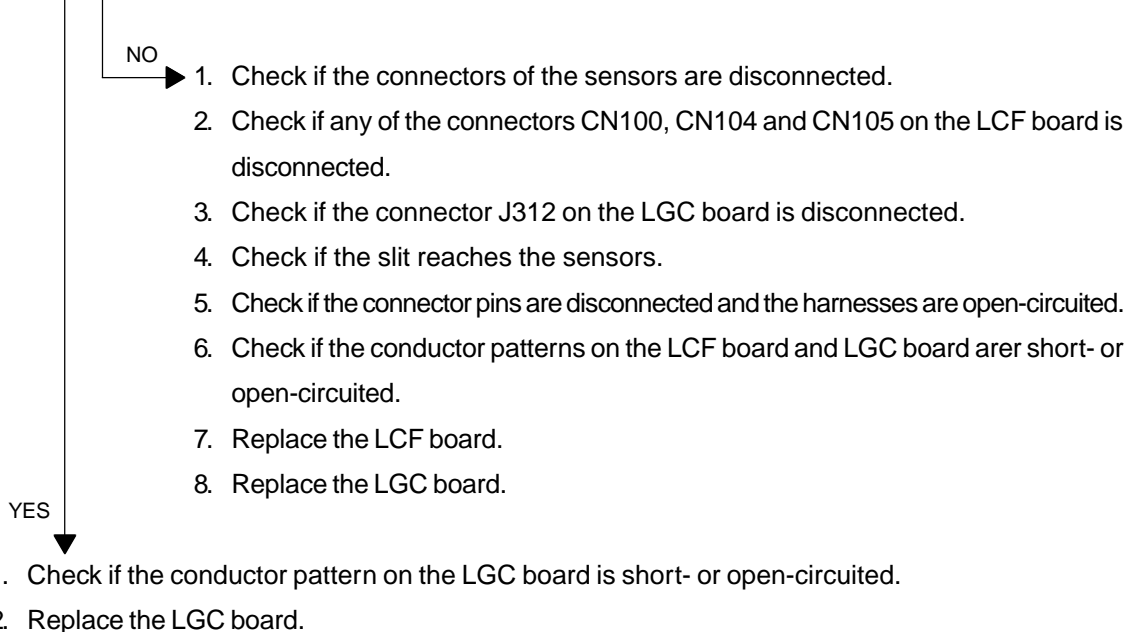 NO
1. Check if the connectors of the sensors are disconnected.
2. Check if any of the connectors CN100, CN104 and CN105 on the LCF board is
disconnected.
3. Check if the connector J312 on the LGC board is disconnected.
4. Check if the slit reaches the sensors.
5. Check if the connector pins are disconnected and the harnesses are open-circuited.
6. Check if the conductor patterns on the LCF board and LGC board arer short- or
open-circuited.
7. Replace the LCF board.
8. Replace the LGC board.
YES
. Check if the conductor pattern on the LGC board is short- or open-circuited.
2. Replace the LGC board.